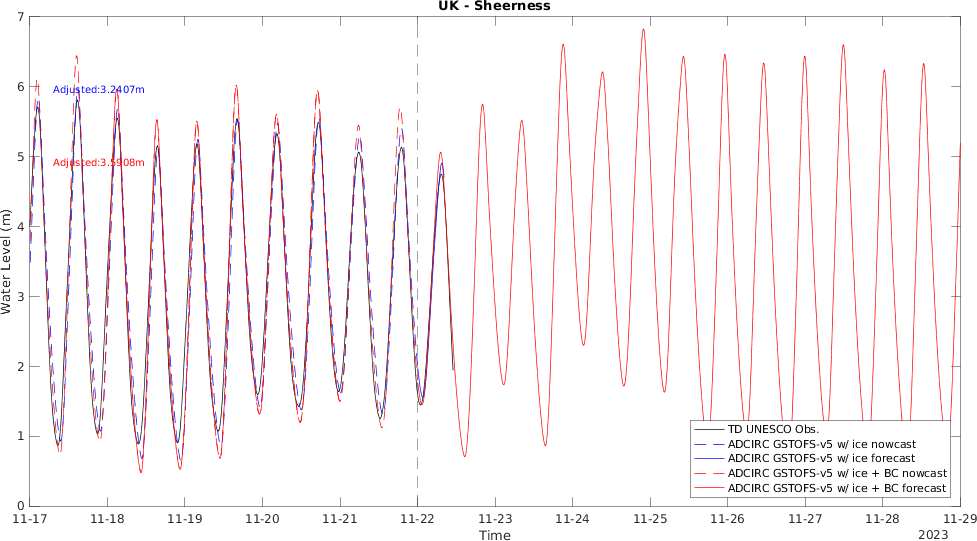 UK - Sheerness
7
6
5
4
3
2
1
0
Water Level (m)
Adjusted:3.2407m
Adjusted:3.5908m
TD UNESCO Obs.
ADCIRC GSTOFS-v5 w/ ice nowcast
ADCIRC GSTOFS-v5 w/ ice forecast
ADCIRC GSTOFS-v5 w/ ice + BC nowcast
ADCIRC GSTOFS-v5 w/ ice + BC forecast
11-17 11-18 11-19 11-20 11-21 11-22 11-23 11-24 11-25 11-26 11-27 11-28 11-29
Time
2023